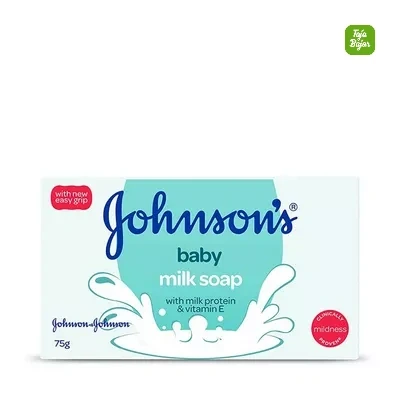 Taja
Bajar
with new
easy grip
Johnson's®
baby
milk soap
with milk protein
& vitamin E
Johnson & Johnson
75g
CLINICALLY
mildness
PROVEN*